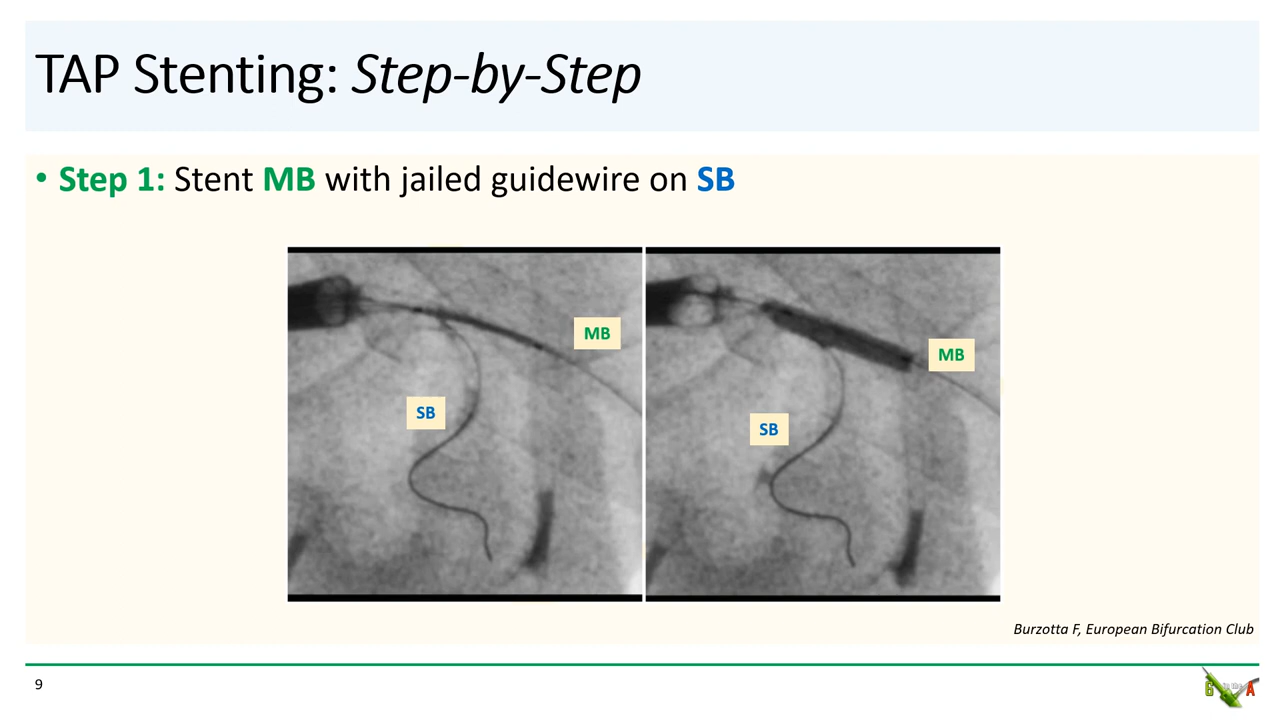 TAP Stenting: Step-by-Step
• Step 1: Stent MB with jailed guidewire on SB
MB
SB
MB
SB
Burzotta F, European Bifurcation Club
9